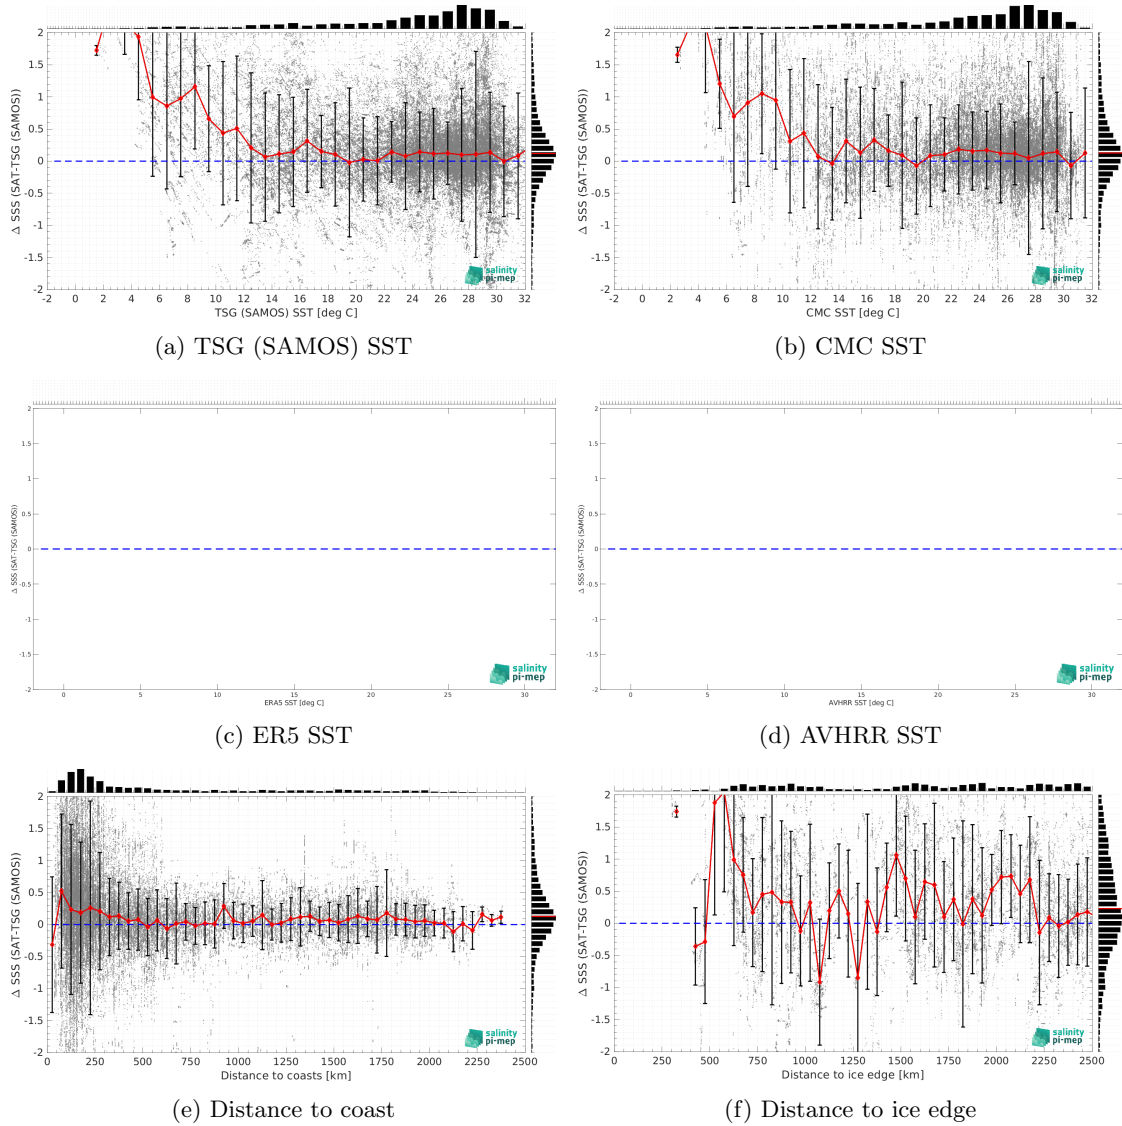 2
1.5
1
0.5
0
-0.5
-1
-1.5
-2
Δ SSS (SAT-TSG (SAMOS))
-2 0 2 4 6 8 10 12 14 16 18 20 22 24 26 28 30 32
TSG (SAMOS) SST [deg C]
salinity
pi-mep
(a) TSG (SAMOS) SST
2
1.5
1
0.5
0
-0.5
-1
-1.5
-2
Δ SSS (SAT-TSG (SAMOS))
-2 0 2 4 6 8 10 12 14 16 18 20 22 24 26 28 30 32
CMC SST [deg C]
salinity
pi-mep
(b) CMC SST
2
1.5
1
0.5
0
-0.5
-1
-1.5
-2
Δ SSS (SAT-TSG (SAMOS))
0 5 10 15 20 25 30
ERA5 SST [deg C]
salinity
pi-mep
(c) ER5 SST
2
1.5
1
0.5
0
-0.5
-1
-1.5
-2
Δ SSS (SAT-TSG (SAMOS))
0 5 10 15 20 25 30
AVHRR SST [deg C]
salinity
pi-mep
(d) AVHRR SST
2
1.5
1
0.5
0
-0.5
-1
-1.5
-2
Δ SSS (SAT-TSG (SAMOS))
0 250 500 750 1000 1250 1500 1750 2000 2250 2500
Distance to coasts [km]
salinity
pi-mep
(e) Distance to coast
2
1.5
1
0.5
0
-0.5
-1
-1.5
-2
Δ SSS (SAT-TSG (SAMOS))
0 250 500 750 1000 1250 1500 1750 2000 2250 2500
Distance to ice edge [km]
salinity
pi-mep
(f) Distance to ice edge